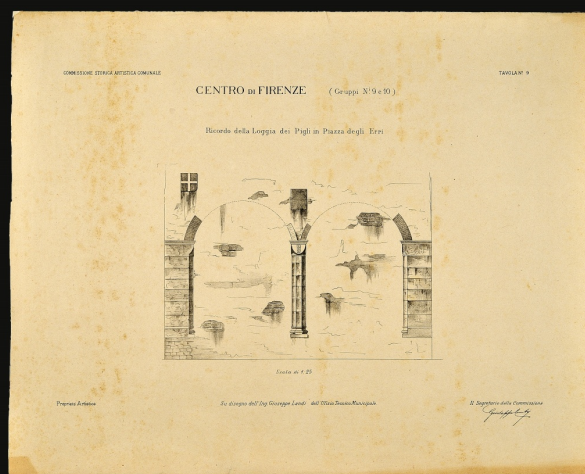 COMMISSIONE STORICA ARTISTICA COMUNALE
TAVOLA N.º 9
CENTRO DI FIRENZE (Gruppi N.i 9 e 10)
Ricordo della Loggia dei Pigli in Piazza degli Erri
Scala di 1:25
Proprietà Artistica
Su disegno dell'Ing. Giuseppe Landi dell'Ufizio Tecnico Municipale.
Il Segretario della Commissione